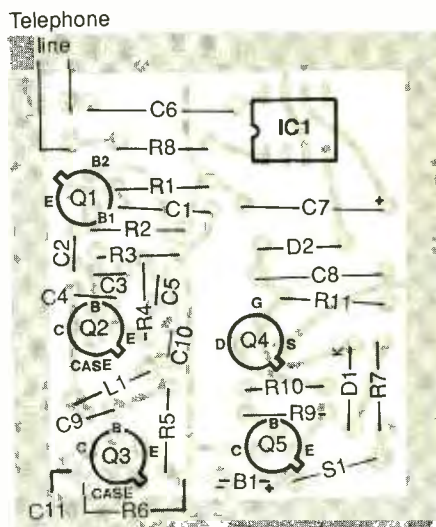 Telephone
line
C6
IC1
R8
B2
R1
E Q1
B1
C1
C7 +
R2
C2
R3
D2
C3
C5
C8
C4
R4
R11
B
G
C Q2 E
C10
D Q4 S
CASE
L1
K
R10
D1
R7
C9
R5
R9
B
B
C Q3 E
C Q5 E
S1
CASE
B1 +
C11
R6